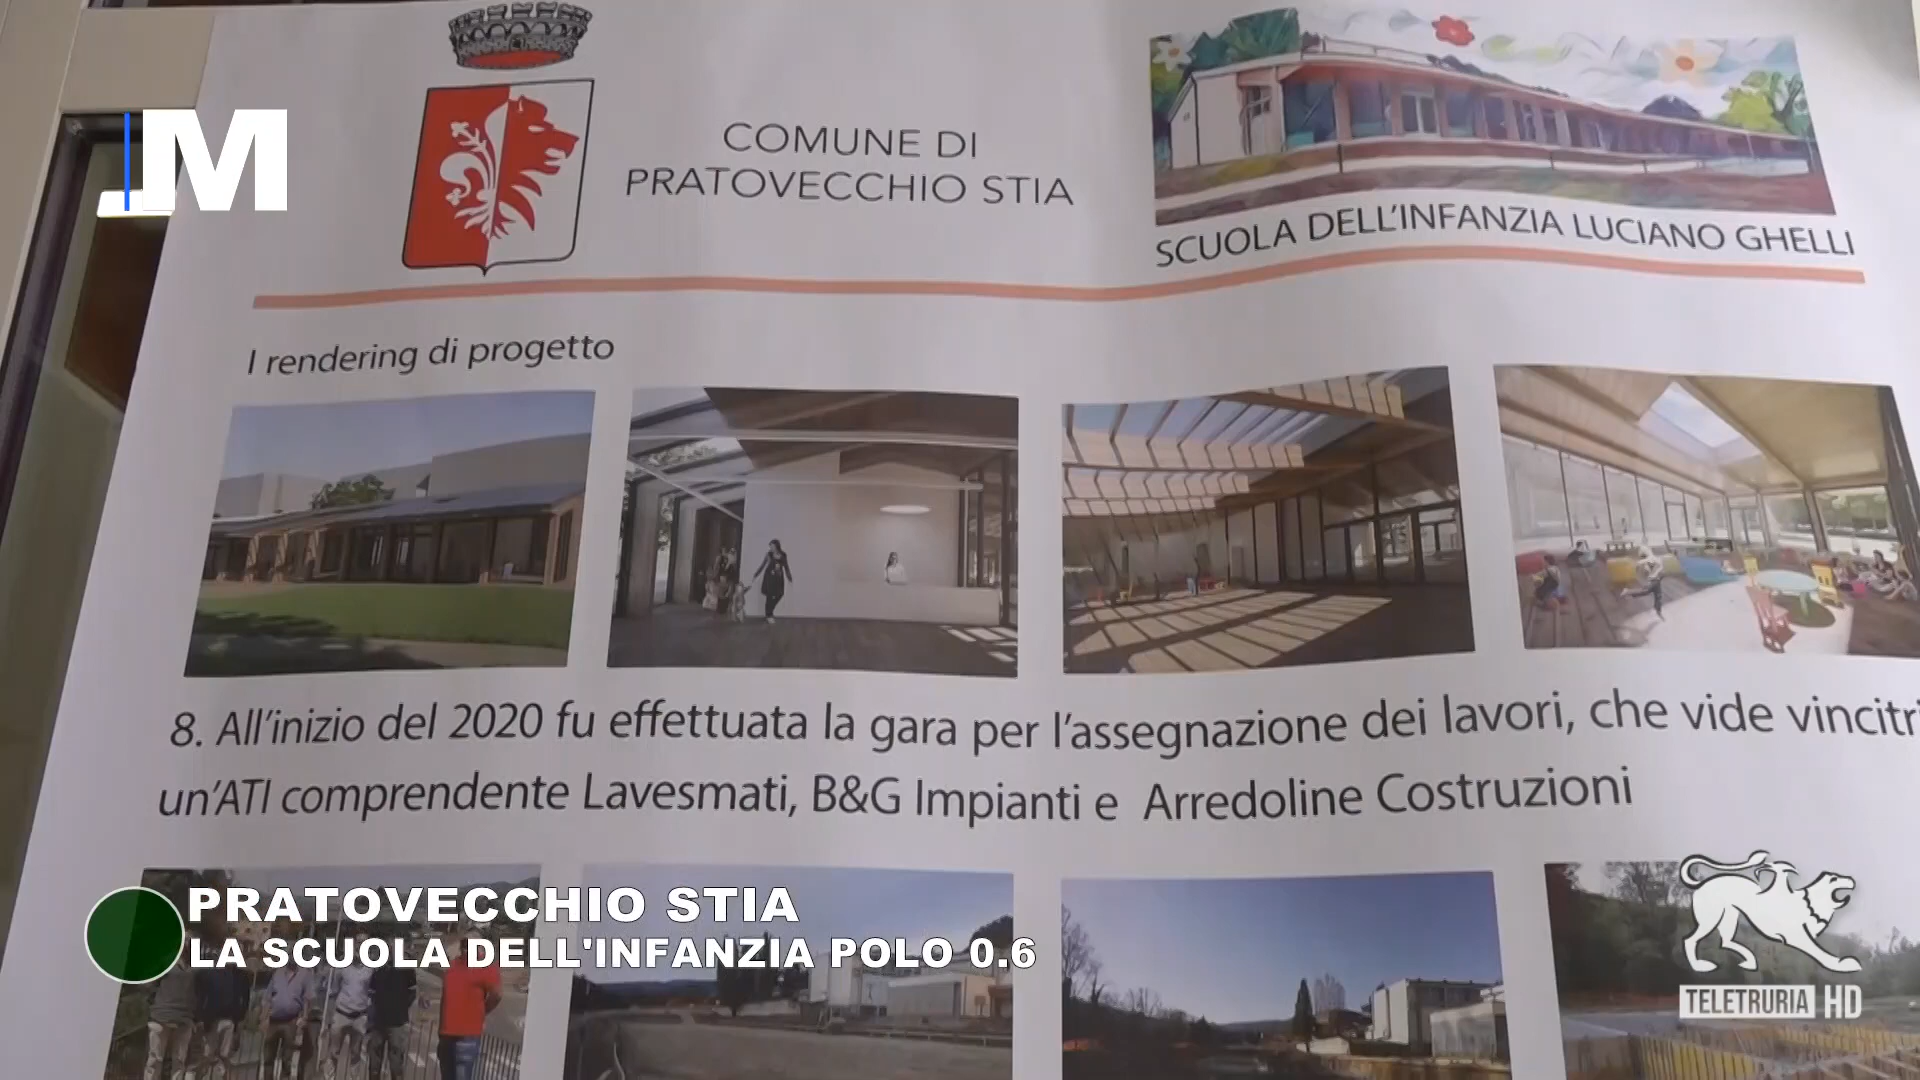 .M
COMUNE DI
PRATOVECCHIO STIA
SCUOLA DELL'INFANZIA LUCIANO GHELLI
I rendering di progetto
8. All'inizio del 2020 fu effettuata la gara per l'assegnazione dei lavori, che vide vincitri
un'ATI comprendente Lavesmati, B&G Impianti e Arredoline Costruzioni
PRATOVECCHIO STIA
LA SCUOLA DELL'INFANZIA POLO 0.6
TELETRURIA HD